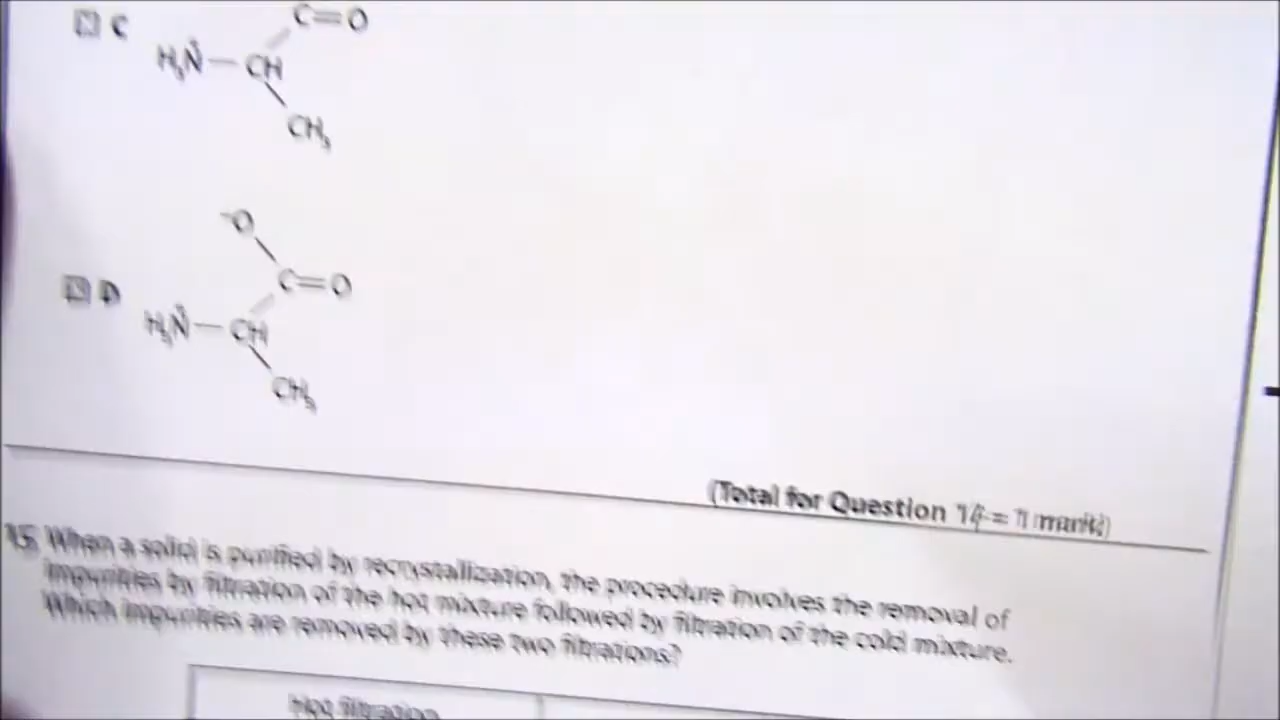 C
C=O
H₃N⁺—CH
CH₃
⁻O
C=O
D
H₃N⁺—CH
CH₃
(Total for Question 14 = 1 mark)
15 When a solid is purified by recrystallization, the procedure involves the removal of
impurities by filtration of the hot mixture followed by filtration of the cold mixture.
Which impurities are removed by these two filtrations?
Hot filtration